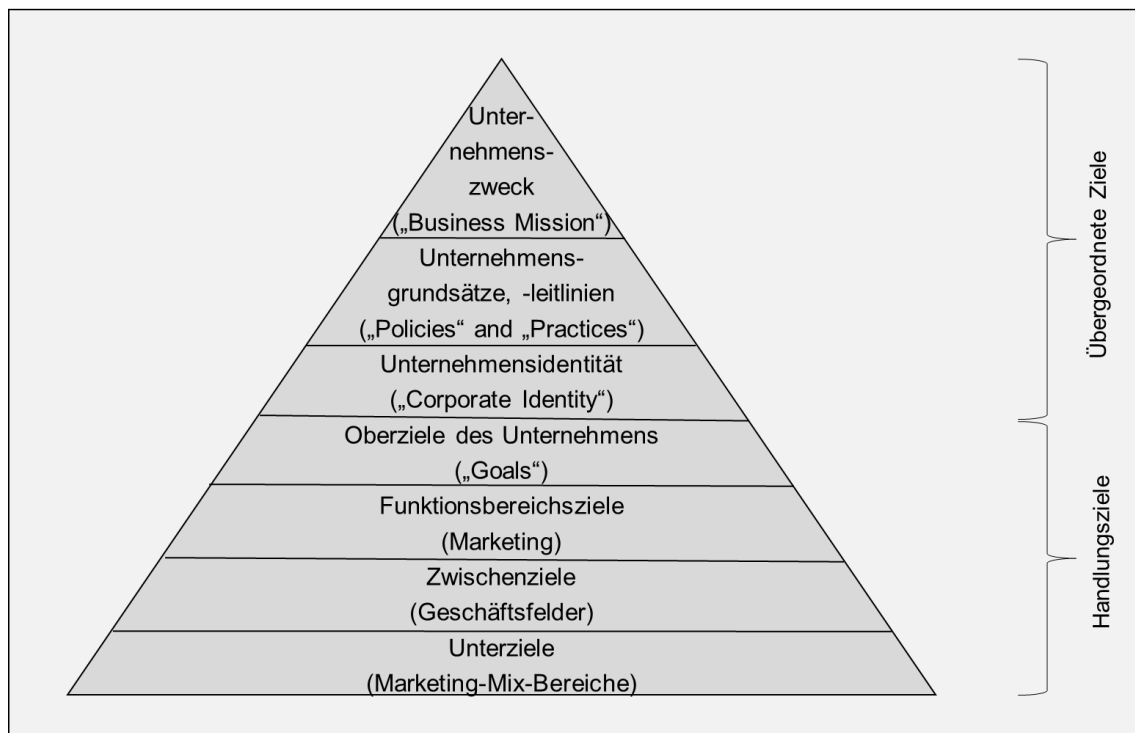 Unter-
nehmens-
zweck
(„Business Mission“)
Unternehmens-
grundsätze, -leitlinien
(„Policies“ and „Practices“)
Unternehmensidentität
(„Corporate Identity“)
Oberziele des Unternehmens
(„Goals“)
Funktionsbereichsziele
(Marketing)
Zwischenziele
(Geschäftsfelder)
Unterziele
(Marketing-Mix-Bereiche)
Übergeordnete Ziele
Handlungsziele